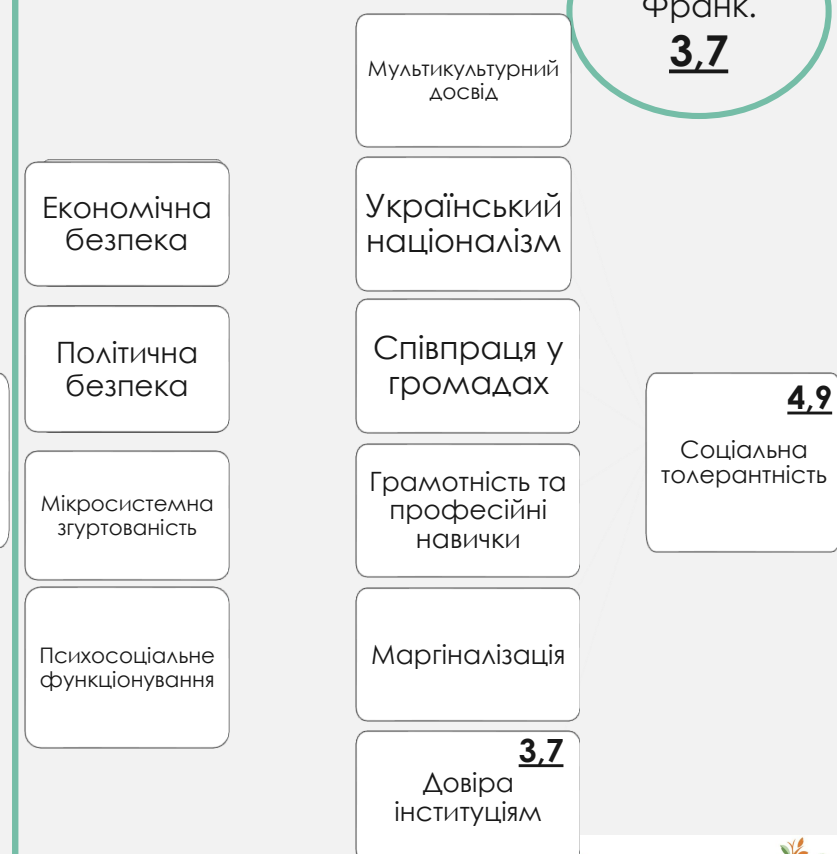 Франк.
3,7
Мультикультурний
досвід
Економічна
безпека
Український
націоналізм
Політична
безпека
Співпраця у
громадах
4,9
Соціальна
толерантність
Мікросистемна
згуртованість
Грамотність та
професійні
навички
Психосоціальне
функціонування
Маргіналізація
3,7
Довіра
інституціям